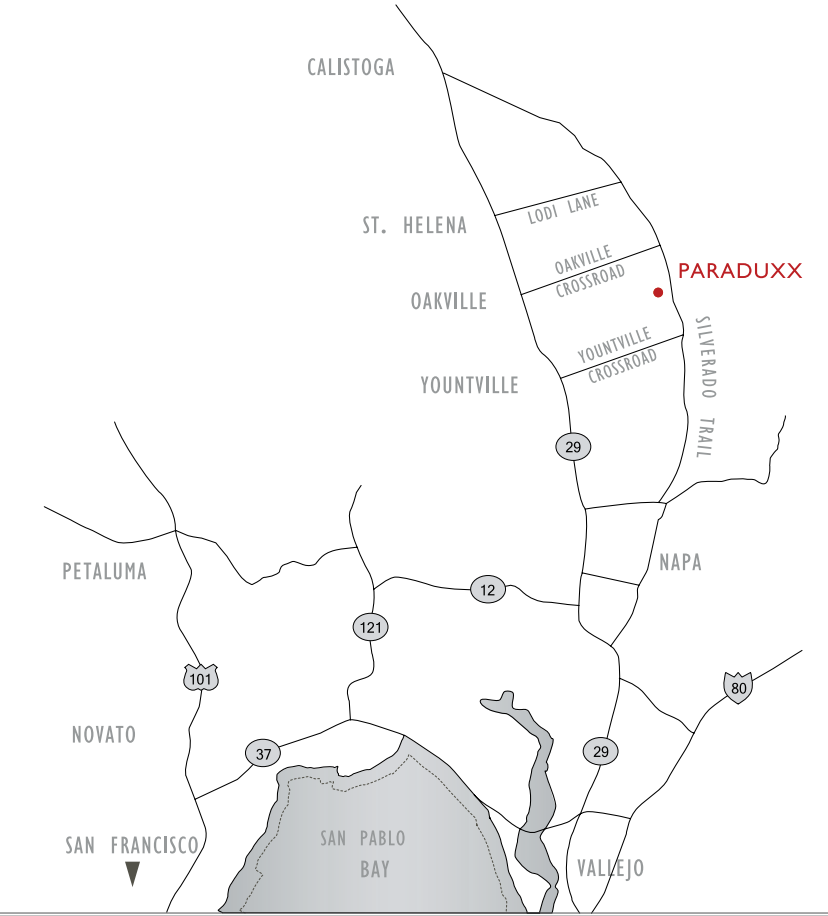 CALISTOGA
LODI LANE
ST. HELENA
OAKVILLE
CROSSROAD
PARADUXX
OAKVILLE
SILVERADO TRAIL
YOUNTVILLE
CROSSROAD
YOUNTVILLE
29
PETALUMA
NAPA
12
121
101
80
NOVATO
37
29
SAN FRANCISCO
SAN PABLO
BAY
VALLEJO